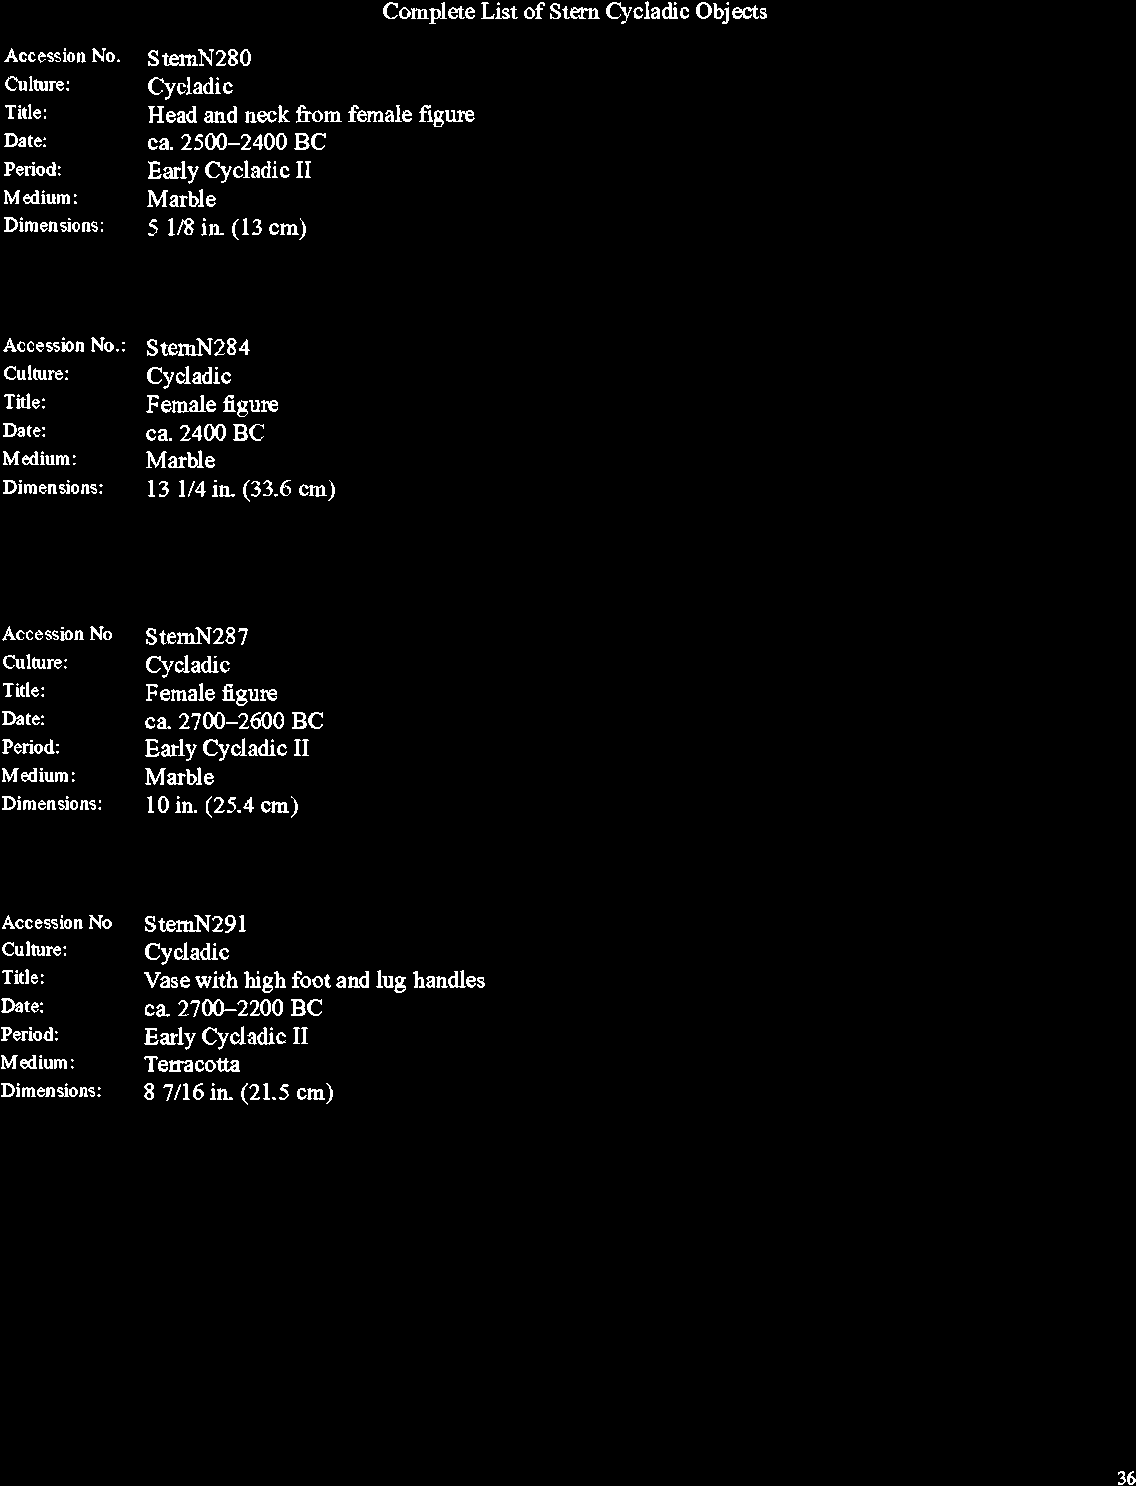 Complete List of Stern Cycladic Objects
Accession No. SternN280
Culture: Cycladic
Title: Head and neck from female figure
Date: ca. 2500–2400 BC
Period: Early Cycladic II
Medium: Marble
Dimensions: 5 1/8 in. (13 cm)
Accession No.: SternN284
Culture: Cycladic
Title: Female figure
Date: ca. 2400 BC
Medium: Marble
Dimensions: 13 1/4 in. (33.6 cm)
Accession No SternN287
Culture: Cycladic
Title: Female figure
Date: ca. 2700–2600 BC
Period: Early Cycladic II
Medium: Marble
Dimensions: 10 in. (25.4 cm)
Accession No SternN291
Culture: Cycladic
Title: Vase with high foot and lug handles
Date: ca. 2700–2200 BC
Period: Early Cycladic II
Medium: Terracotta
Dimensions: 8 7/16 in. (21.5 cm)
36